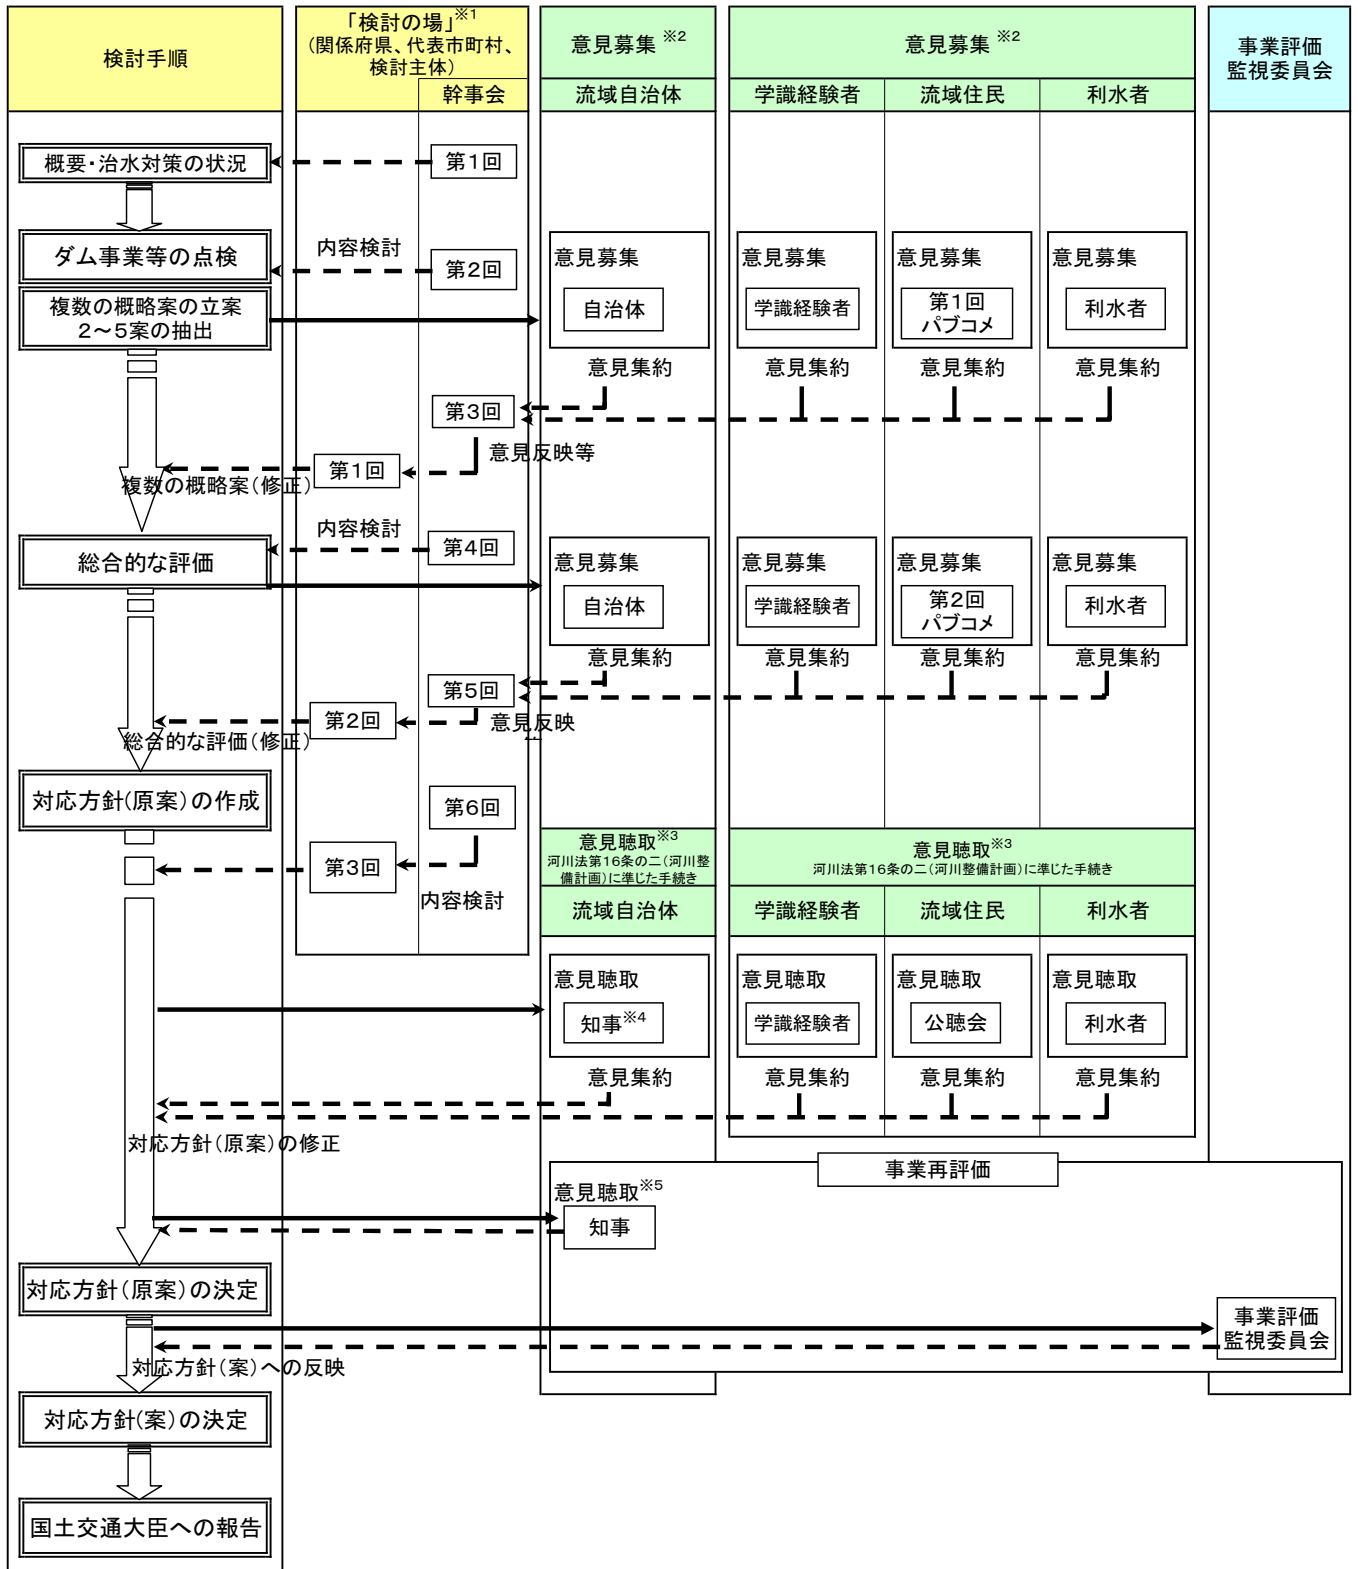 検討手順
「検討の場」※1
(関係府県、代表市町村、
検討主体)
幹事会
意見募集 ※2
流域自治体
意見募集 ※2
学識経験者
流域住民
利水者
事業評価
監視委員会
概要・治水対策の状況
第1回
ダム事業等の点検
内容検討
第2回
複数の概略案の立案
2～5案の抽出
意見募集
自治体
意見募集
学識経験者
意見募集
第1回
パブコメ
意見募集
利水者
意見集約
意見集約
意見集約
意見集約
第3回
意見反映等
第1回
複数の概略案(修正)
内容検討
第4回
総合的な評価
意見募集
自治体
意見募集
学識経験者
意見募集
第2回
パブコメ
意見募集
利水者
意見集約
意見集約
意見集約
意見集約
第5回
意見反映
第2回
総合的な評価(修正)
対応方針(原案)の作成
第6回
第3回
内容検討
意見聴取※3
河川法第16条の二(河川整
備計画)に準じた手続き
流域自治体
意見聴取※3
河川法第16条の二(河川整備計画)に準じた手続き
学識経験者
流域住民
利水者
意見聴取
知事※4
意見聴取
学識経験者
意見聴取
公聴会
意見聴取
利水者
意見集約
意見集約
意見集約
意見集約
対応方針(原案)の修正
事業再評価
意見聴取※5
知事
対応方針(原案)の決定
事業評価
監視委員会
対応方針(案)への反映
対応方針(案)の決定
国土交通大臣への報告